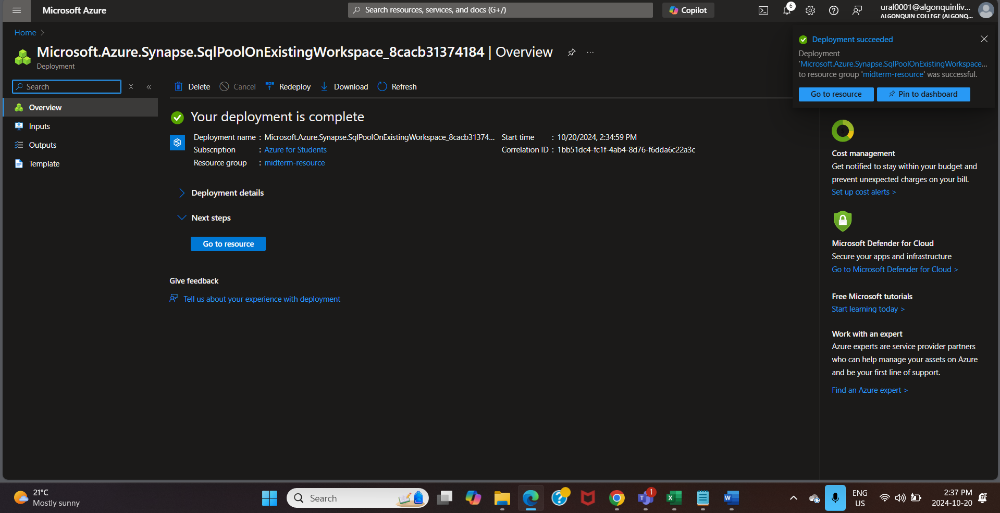 Microsoft Azure
Search resources, services, and docs (G+/)
Copilot
6
ural0001@algonquinliv...
ALGONQUIN COLLEGE (ALGONQ...
Home
Microsoft.Azure.Synapse.SqlPoolOnExistingWorkspace_8cacb31374184 | Overview
Deployment
Search
Delete
Cancel
Redeploy
Download
Refresh
Overview
Inputs
Outputs
Template
Your deployment is complete
Deployment name : Microsoft.Azure.Synapse.SqlPoolOnExistingWorkspace_8cacb31374...
Subscription : Azure for Students
Resource group : midterm-resource
Start time : 10/20/2024, 2:34:59 PM
Correlation ID : 1bb51dc4-fc1f-4ab4-8d76-f6dda6c22a3c
Deployment details
Next steps
Go to resource
Give feedback
Tell us about your experience with deployment
Deployment succeeded
Deployment
'Microsoft.Azure.Synapse.SqlPoolOnExistingWorkspace...
to resource group 'midterm-resource' was successful.
Go to resource
Pin to dashboard
Cost management
Get notified to stay within your budget and
prevent unexpected charges on your bill.
Set up cost alerts >
Microsoft Defender for Cloud
Secure your apps and infrastructure
Go to Microsoft Defender for Cloud >
Free Microsoft tutorials
Start learning today >
Work with an expert
Azure experts are service provider partners
who can help manage your assets on Azure
and be your first line of support.
Find an Azure expert >
21°C
Mostly sunny
Search
1
ENG
US
2:37 PM
2024-10-20